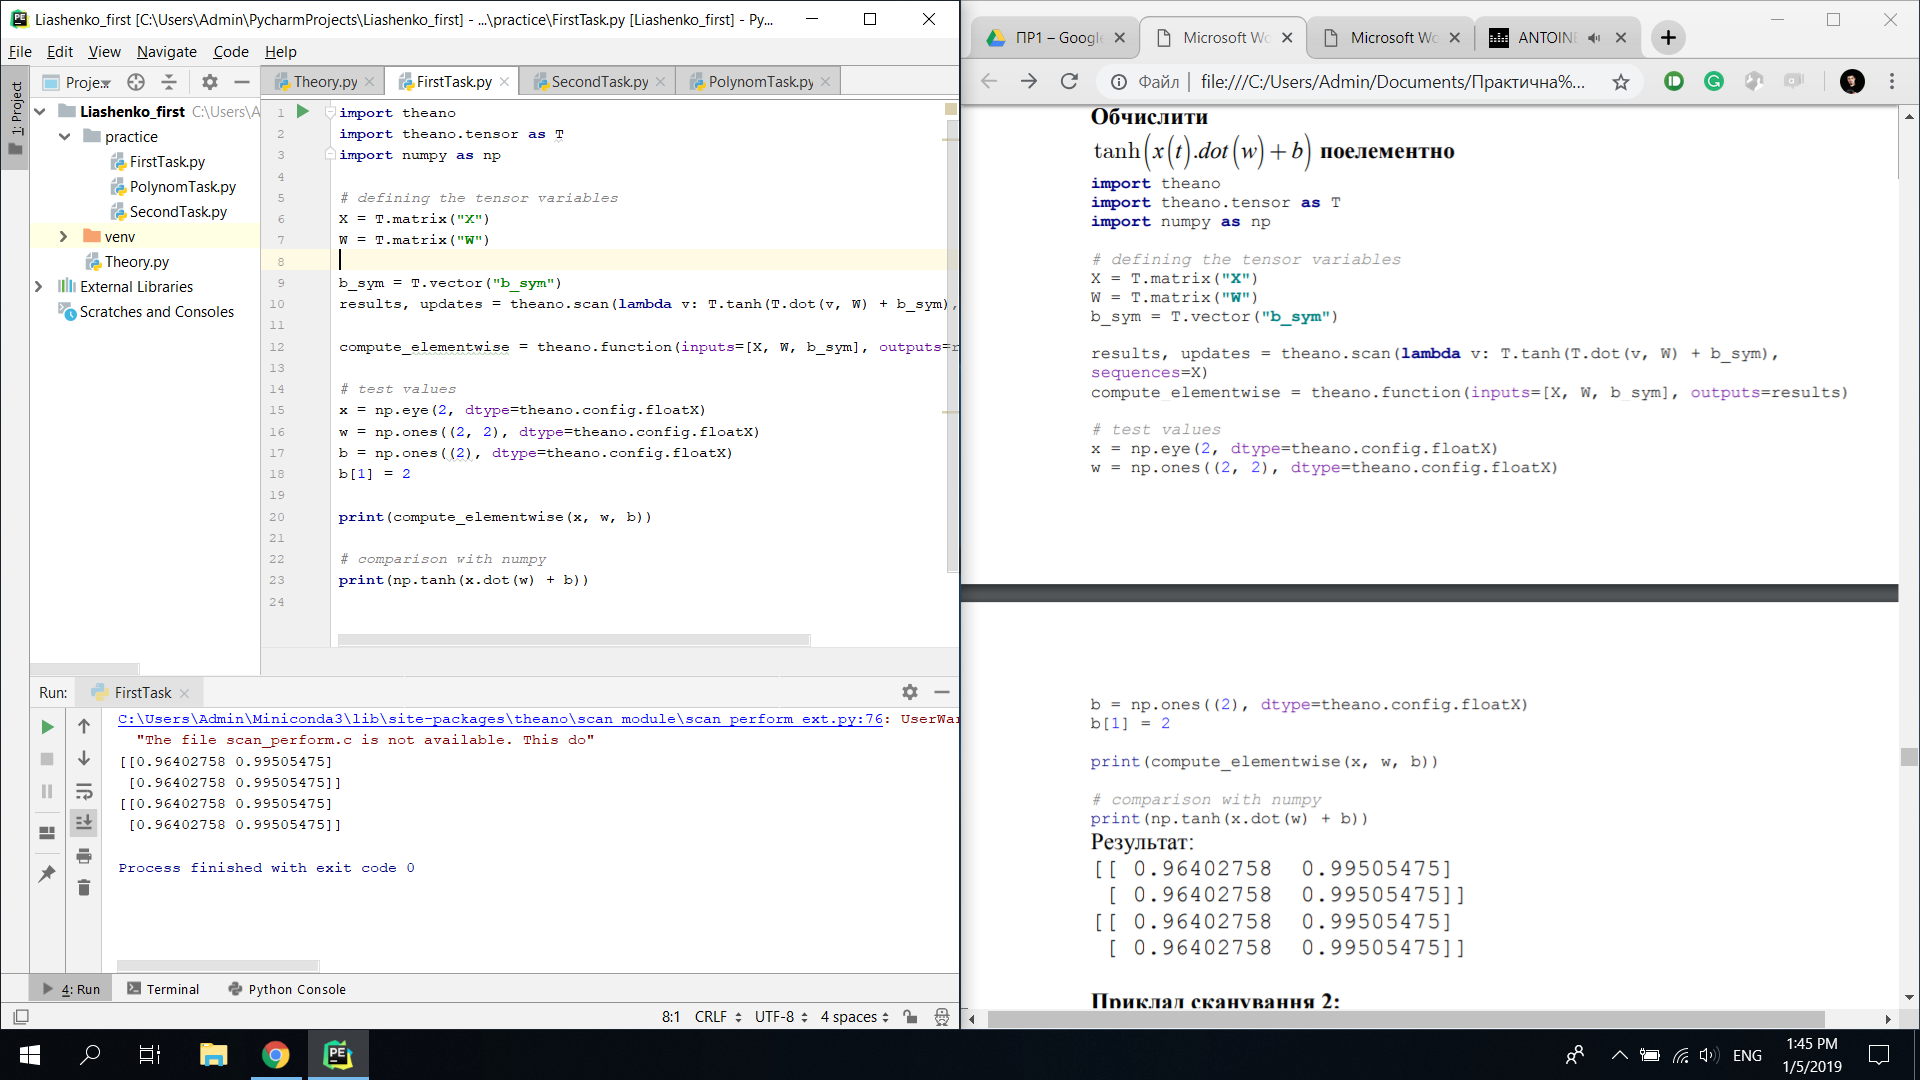 Liashenko_first [C:\Users\Admin\PycharmProjects\Liashenko_first] - ...\practice\FirstTask.py [Liashenko_first] - Py...
File Edit View Navigate Code Help
1: Project
Proje...
Theory.py
FirstTask.py
SecondTask.py
PolynomTask.py
Liashenko_first C:\Users\A
practice
FirstTask.py
PolynomTask.py
SecondTask.py
venv
Theory.py
External Libraries
Scratches and Consoles
1 import theano
2 import theano.tensor as T
3 import numpy as np
4
5 # defining the tensor variables
6 X = T.matrix("X")
7 W = T.matrix("W")
8
9 b_sym = T.vector("b_sym")
10 results, updates = theano.scan(lambda v: T.tanh(T.dot(v, W) + b_sym),
11
12 compute_elementwise = theano.function(inputs=[X, W, b_sym], outputs=r
13
14 # test values
15 x = np.eye(2, dtype=theano.config.floatX)
16 w = np.ones((2, 2), dtype=theano.config.floatX)
17 b = np.ones((2), dtype=theano.config.floatX)
18 b[1] = 2
19
20 print(compute_elementwise(x, w, b))
21
22 # comparison with numpy
23 print(np.tanh(x.dot(w) + b))
24
Run: FirstTask
C:\Users\Admin\Miniconda3\lib\site-packages\theano\scan_module\scan_perform_ext.py:76: UserWar
"The file scan_perform.c is not available. This do"
[[0.96402758 0.99505475]
[0.96402758 0.99505475]]
[[0.96402758 0.99505475]
[0.96402758 0.99505475]]
Process finished with exit code 0
4: Run Terminal Python Console
8:1 CRLF UTF-8 4 spaces
ПР1 – Google
Microsoft Wo
Microsoft Wo
ANTOINE
Файл file:///C:/Users/Admin/Documents/Практична%...
Обчислити
tanh(x(t).dot(w)+b) поелементно
import theano
import theano.tensor as T
import numpy as np
# defining the tensor variables
X = T.matrix("X")
W = T.matrix("W")
b_sym = T.vector("b_sym")
results, updates = theano.scan(lambda v: T.tanh(T.dot(v, W) + b_sym),
sequences=X)
compute_elementwise = theano.function(inputs=[X, W, b_sym], outputs=results)
# test values
x = np.eye(2, dtype=theano.config.floatX)
w = np.ones((2, 2), dtype=theano.config.floatX)
b = np.ones((2), dtype=theano.config.floatX)
b[1] = 2
print(compute_elementwise(x, w, b))
# comparison with numpy
print(np.tanh(x.dot(w) + b))
Результат:
[[ 0.96402758 0.99505475]
[ 0.96402758 0.99505475]]
[[ 0.96402758 0.99505475]
[ 0.96402758 0.99505475]]
Приклад сканування 2:
PE
ENG
1:45 PM
1/5/2019